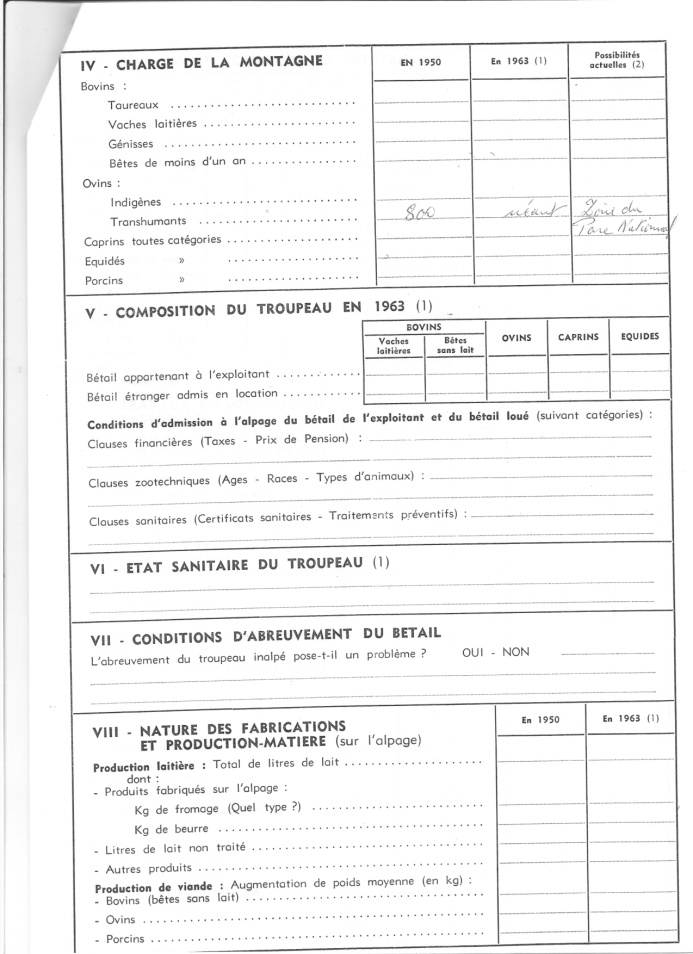 IV - CHARGE DE LA MONTAGNE EN 1950 En 1963 (1) Possibilités actuelles (2)
Bovins :
Taureaux ............................
Vaches laitières ............................
Génisses ............................
Bêtes de moins d'un an ................
Ovins :
Indigènes ............................
Transhumants ........................ 800 néant Zone du Parc National
Caprins toutes catégories ....................
Equidés » ....................
Porcins » ....................
V - COMPOSITION DU TROUPEAU EN 1963 (1)
BOVINS OVINS CAPRINS EQUIDES
Vaches laitières Bêtes sans lait
Bétail appartenant à l'exploitant .............
Bétail étranger admis en location .............
Conditions d'admission à l'alpage du bétail de l'exploitant et du bétail loué (suivant catégories) :
Clauses financières (Taxes - Prix de Pension) :
Clauses zootechniques (Ages - Races - Types d'animaux) :
Clauses sanitaires (Certificats sanitaires - Traitements préventifs) :
VI - ETAT SANITAIRE DU TROUPEAU (1)
VII - CONDITIONS D'ABREUVEMENT DU BETAIL
L'abreuvement du troupeau inalpé pose-t-il un problème ? OUI - NON
VIII - NATURE DES FABRICATIONS En 1950 En 1963 (1)
ET PRODUCTION-MATIERE (sur l'alpage)
Production laitière : Total de litres de lait .....................
dont :
- Produits fabriqués sur l'alpage :
Kg de fromage (Quel type ?) ..........................
Kg de beurre ........................................
- Litres de lait non traité ...................................
- Autres produits ...........................................
Production de viande : Augmentation de poids moyenne (en kg) :
- Bovins (bêtes sans lait) ....................................
- Ovins ....................................................
- Porcins ..................................................